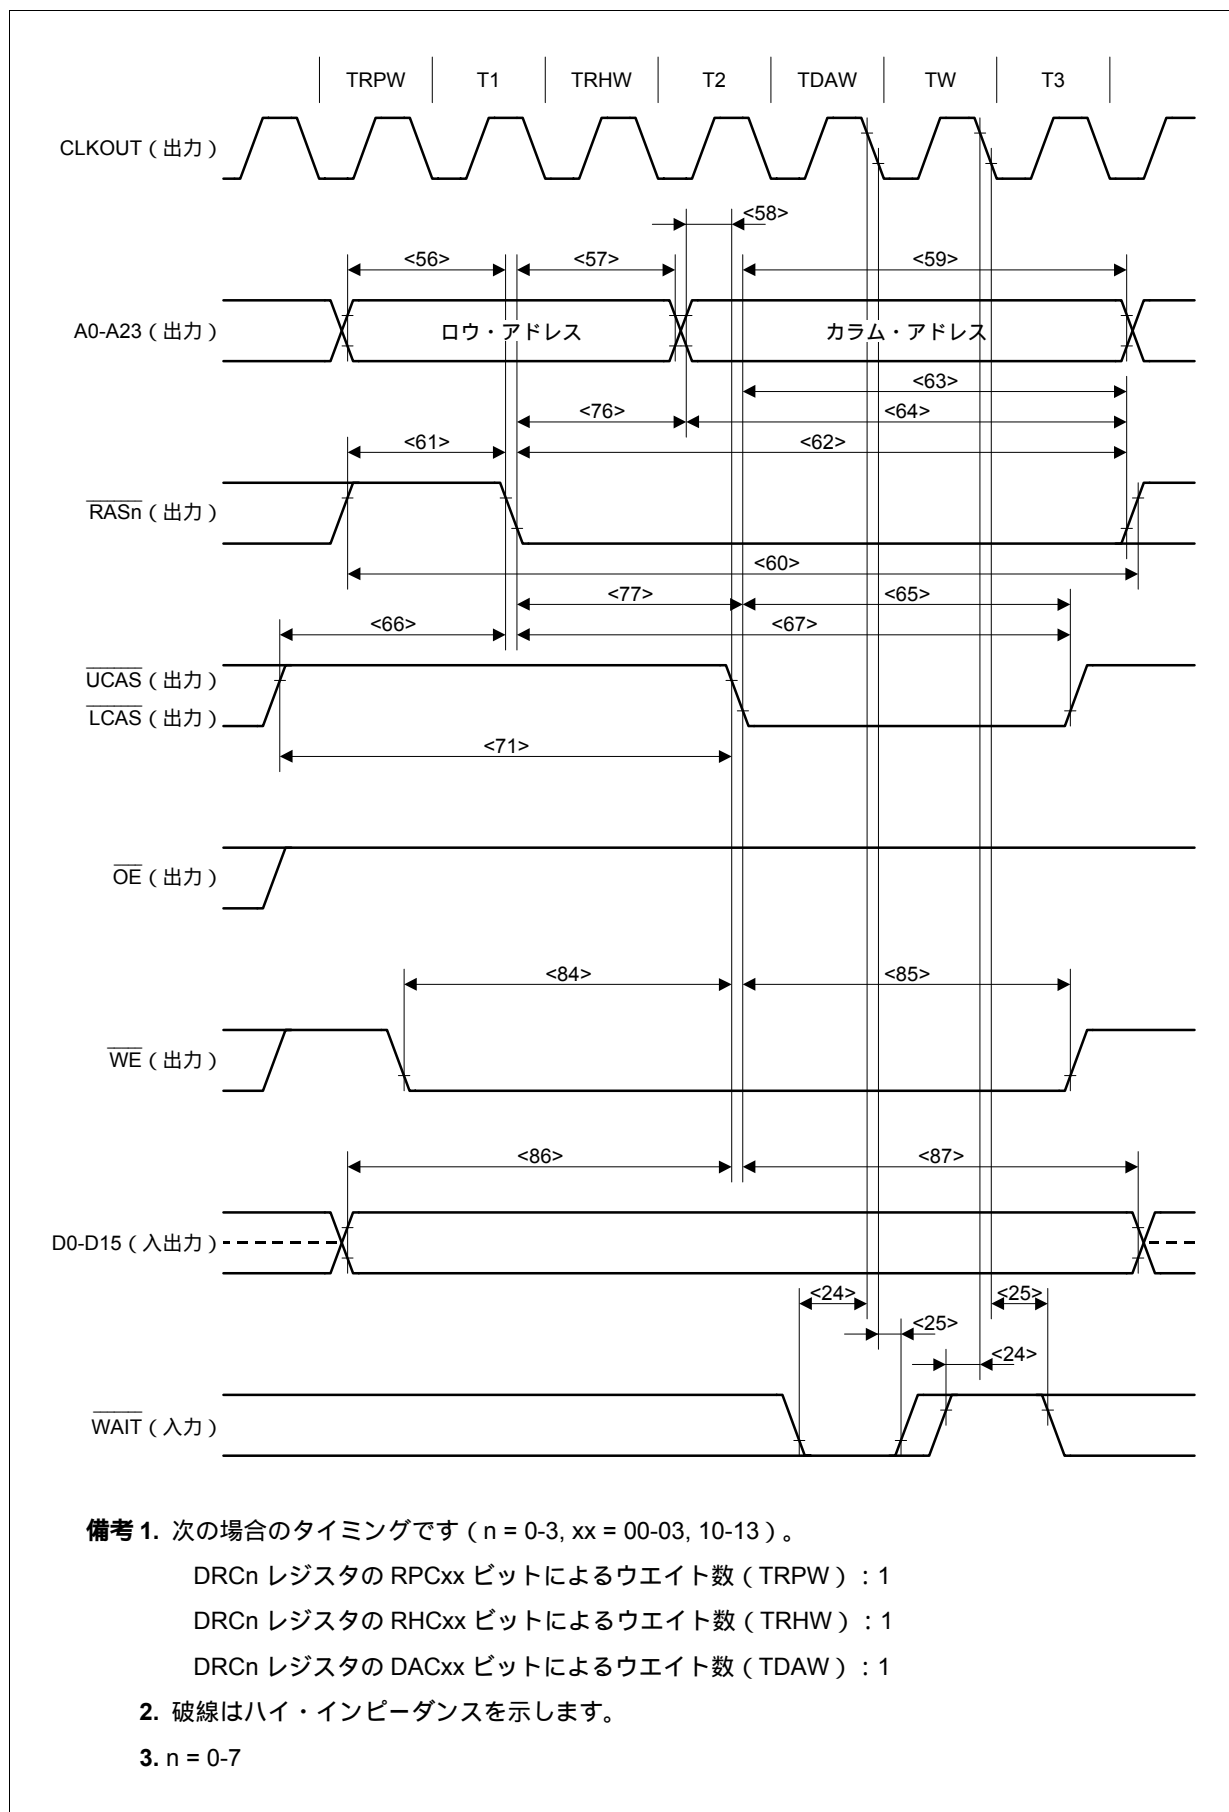 TRPW T1 TRHW T2 TDAW TW T3
CLKOUT(出力)
<58>
<56> <57> <59>
A0-A23(出力) ロウ・アドレス カラム・アドレス
<63>
<76> <64>
<61> <62>
RASn(出力)
<60>
<77> <65>
<66> <67>
UCAS(出力)
LCAS(出力)
<71>
OE(出力)
<84> <85>
WE(出力)
<86> <87>
D0-D15(入出力)
<24> <25>
<25>
<24>
WAIT(入力)
備考 1. 次の場合のタイミングです(n = 0-3, xx = 00-03, 10-13)。
DRCn レジスタの RPCxx ビットによるウエイト数(TRPW):1
DRCn レジスタの RHCxx ビットによるウエイト数(TRHW):1
DRCn レジスタの DACxx ビットによるウエイト数(TDAW):1
2. 破線はハイ・インピーダンスを示します。
3. n = 0-7